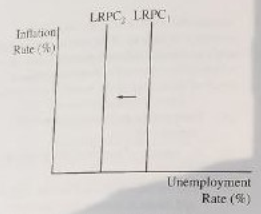 LRPC₂ LRPC₁
Inflation
Rate (%)
Unemployment
Rate (%)